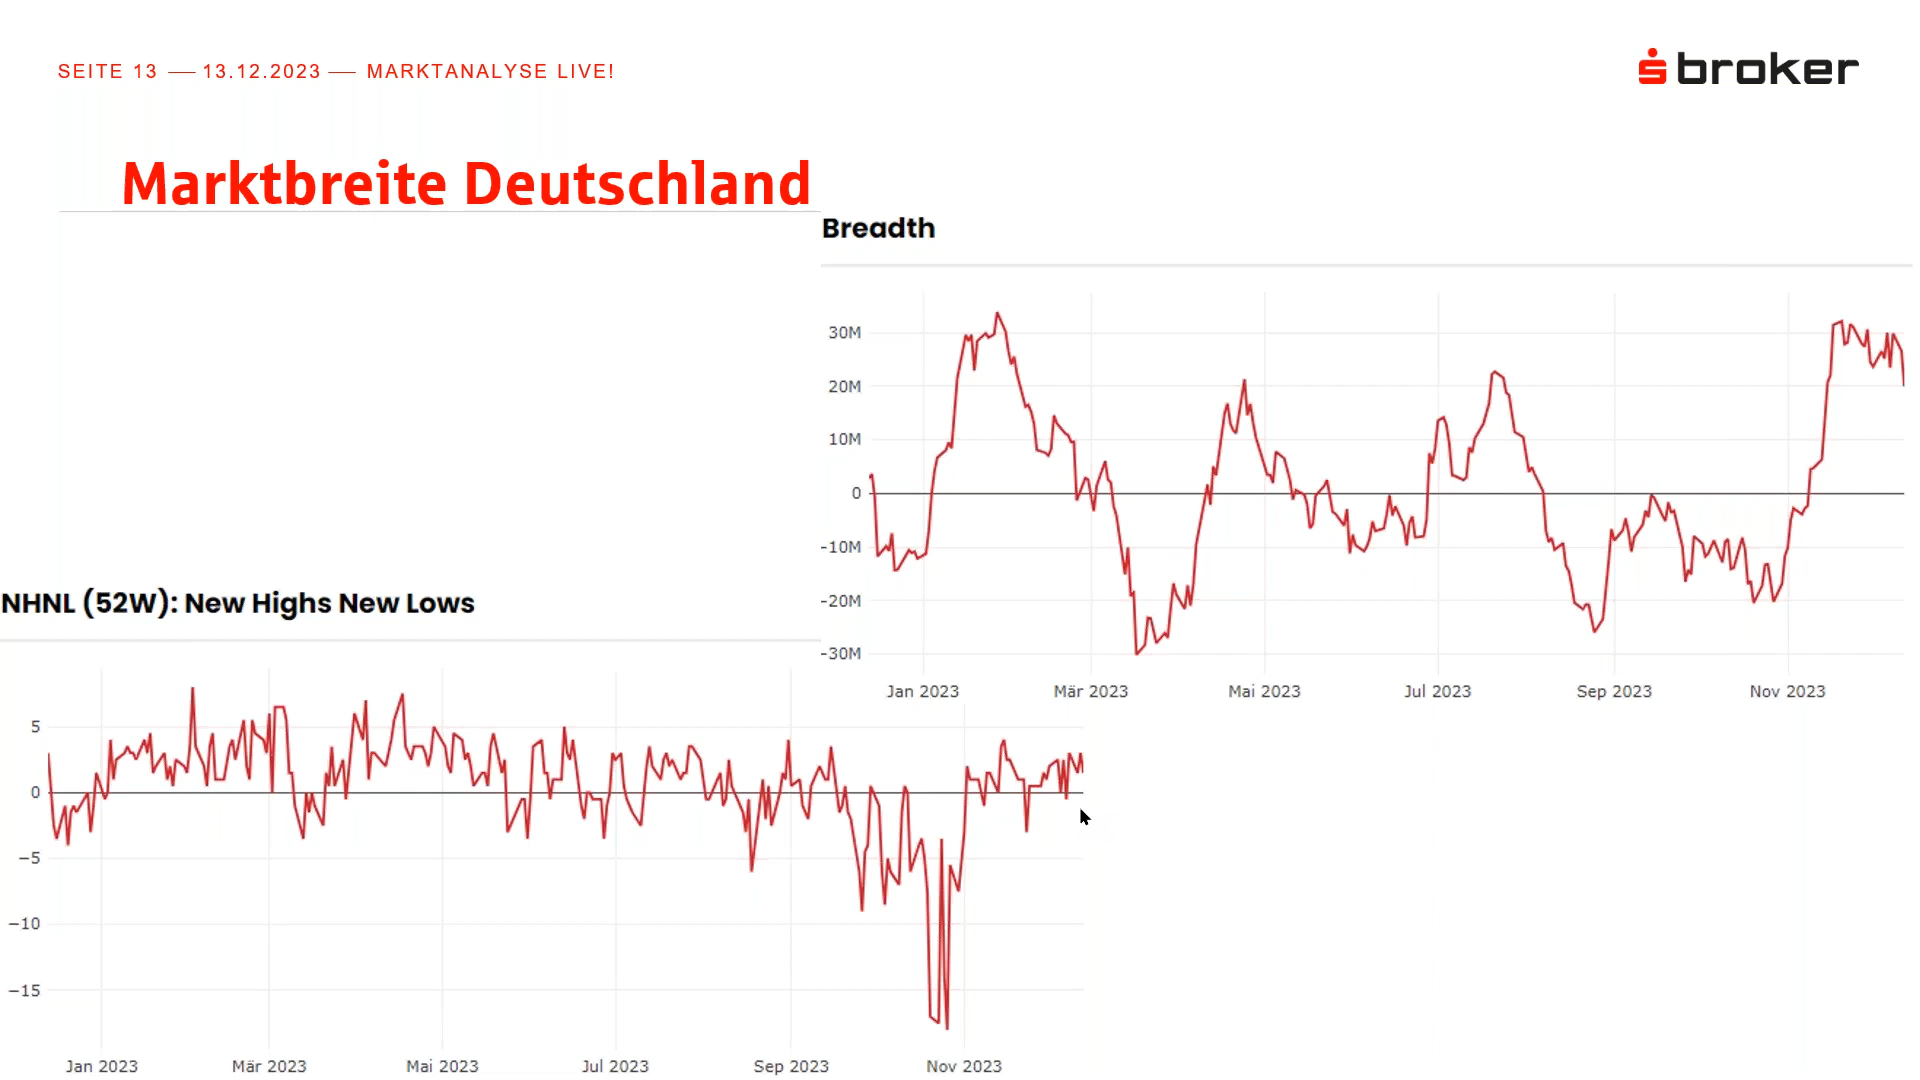 SEITE 13 — 13.12.2023 — MARKTANALYSE LIVE!
broker
Marktbreite Deutschland
Breadth
30M
20M
10M
0
-10M
-20M
-30M
Jan 2023 Mär 2023 Mai 2023 Jul 2023 Sep 2023 Nov 2023
NHNL (52W): New Highs New Lows
5
0
−5
−10
−15
Jan 2023 Mär 2023 Mai 2023 Jul 2023 Sep 2023 Nov 2023